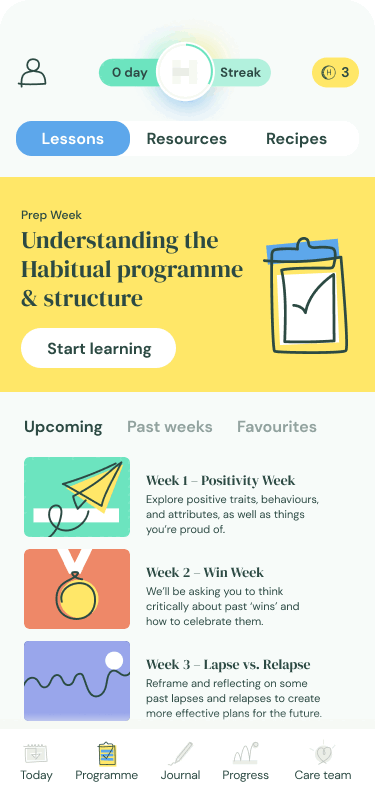 0 day
Streak
3
Lessons
Resources
Recipes
Prep Week
Understanding the
Habitual programme
& structure
Start learning
Upcoming
Past weeks
Favourites
Week 1 – Positivity Week
Explore positive traits, behaviours,
and attributes, as well as things
you’re proud of.
Week 2 – Win Week
We’ll be asking you to think
critically about past ‘wins’ and
how to celebrate them.
Week 3 – Lapse vs. Relapse
Reframe and reflecting on some
past lapses and relapses to create
more effective plans for the future.
Today
Programme
Journal
Progress
Care team